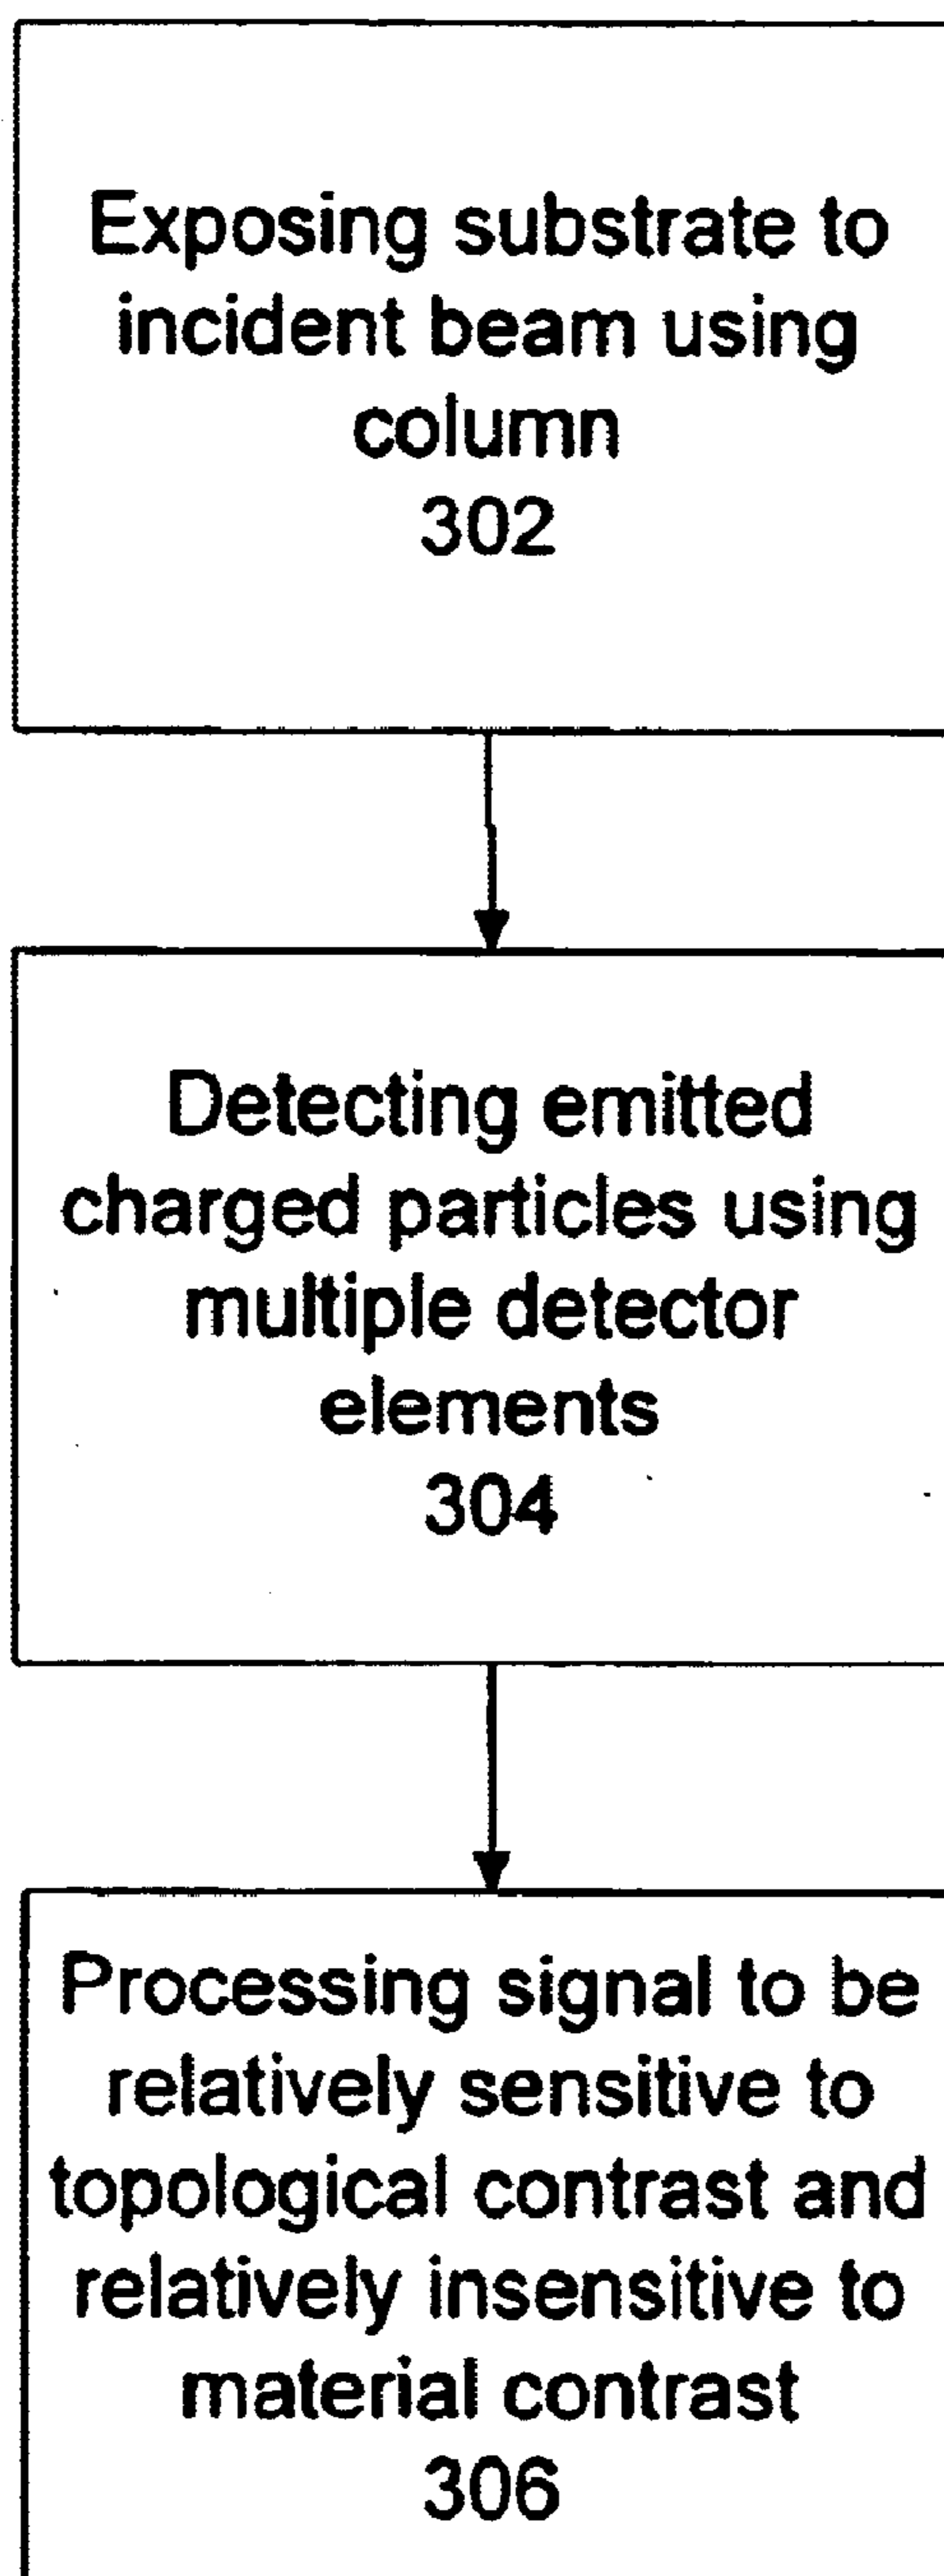 Exposing substrate to
incident beam using
column
302
Detecting emitted
charged particles using
multiple detector
elements
304
Processing signal to be
relatively sensitive to
topological contrast and
relatively insensitive to
material contrast
306